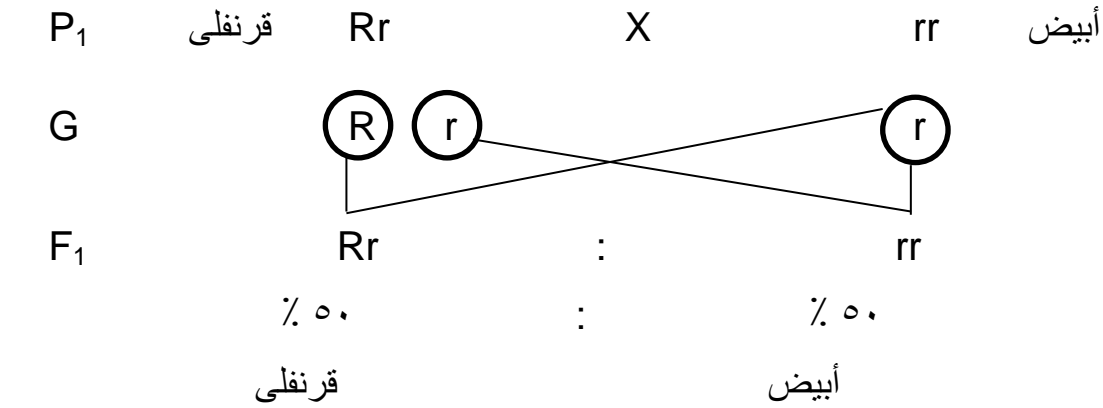 P₁ قرنفلى Rr X rr أبيض
G R r r
F₁ Rr : rr
٥٠ ٪ : ٥٠ ٪
قرنفلى أبيض